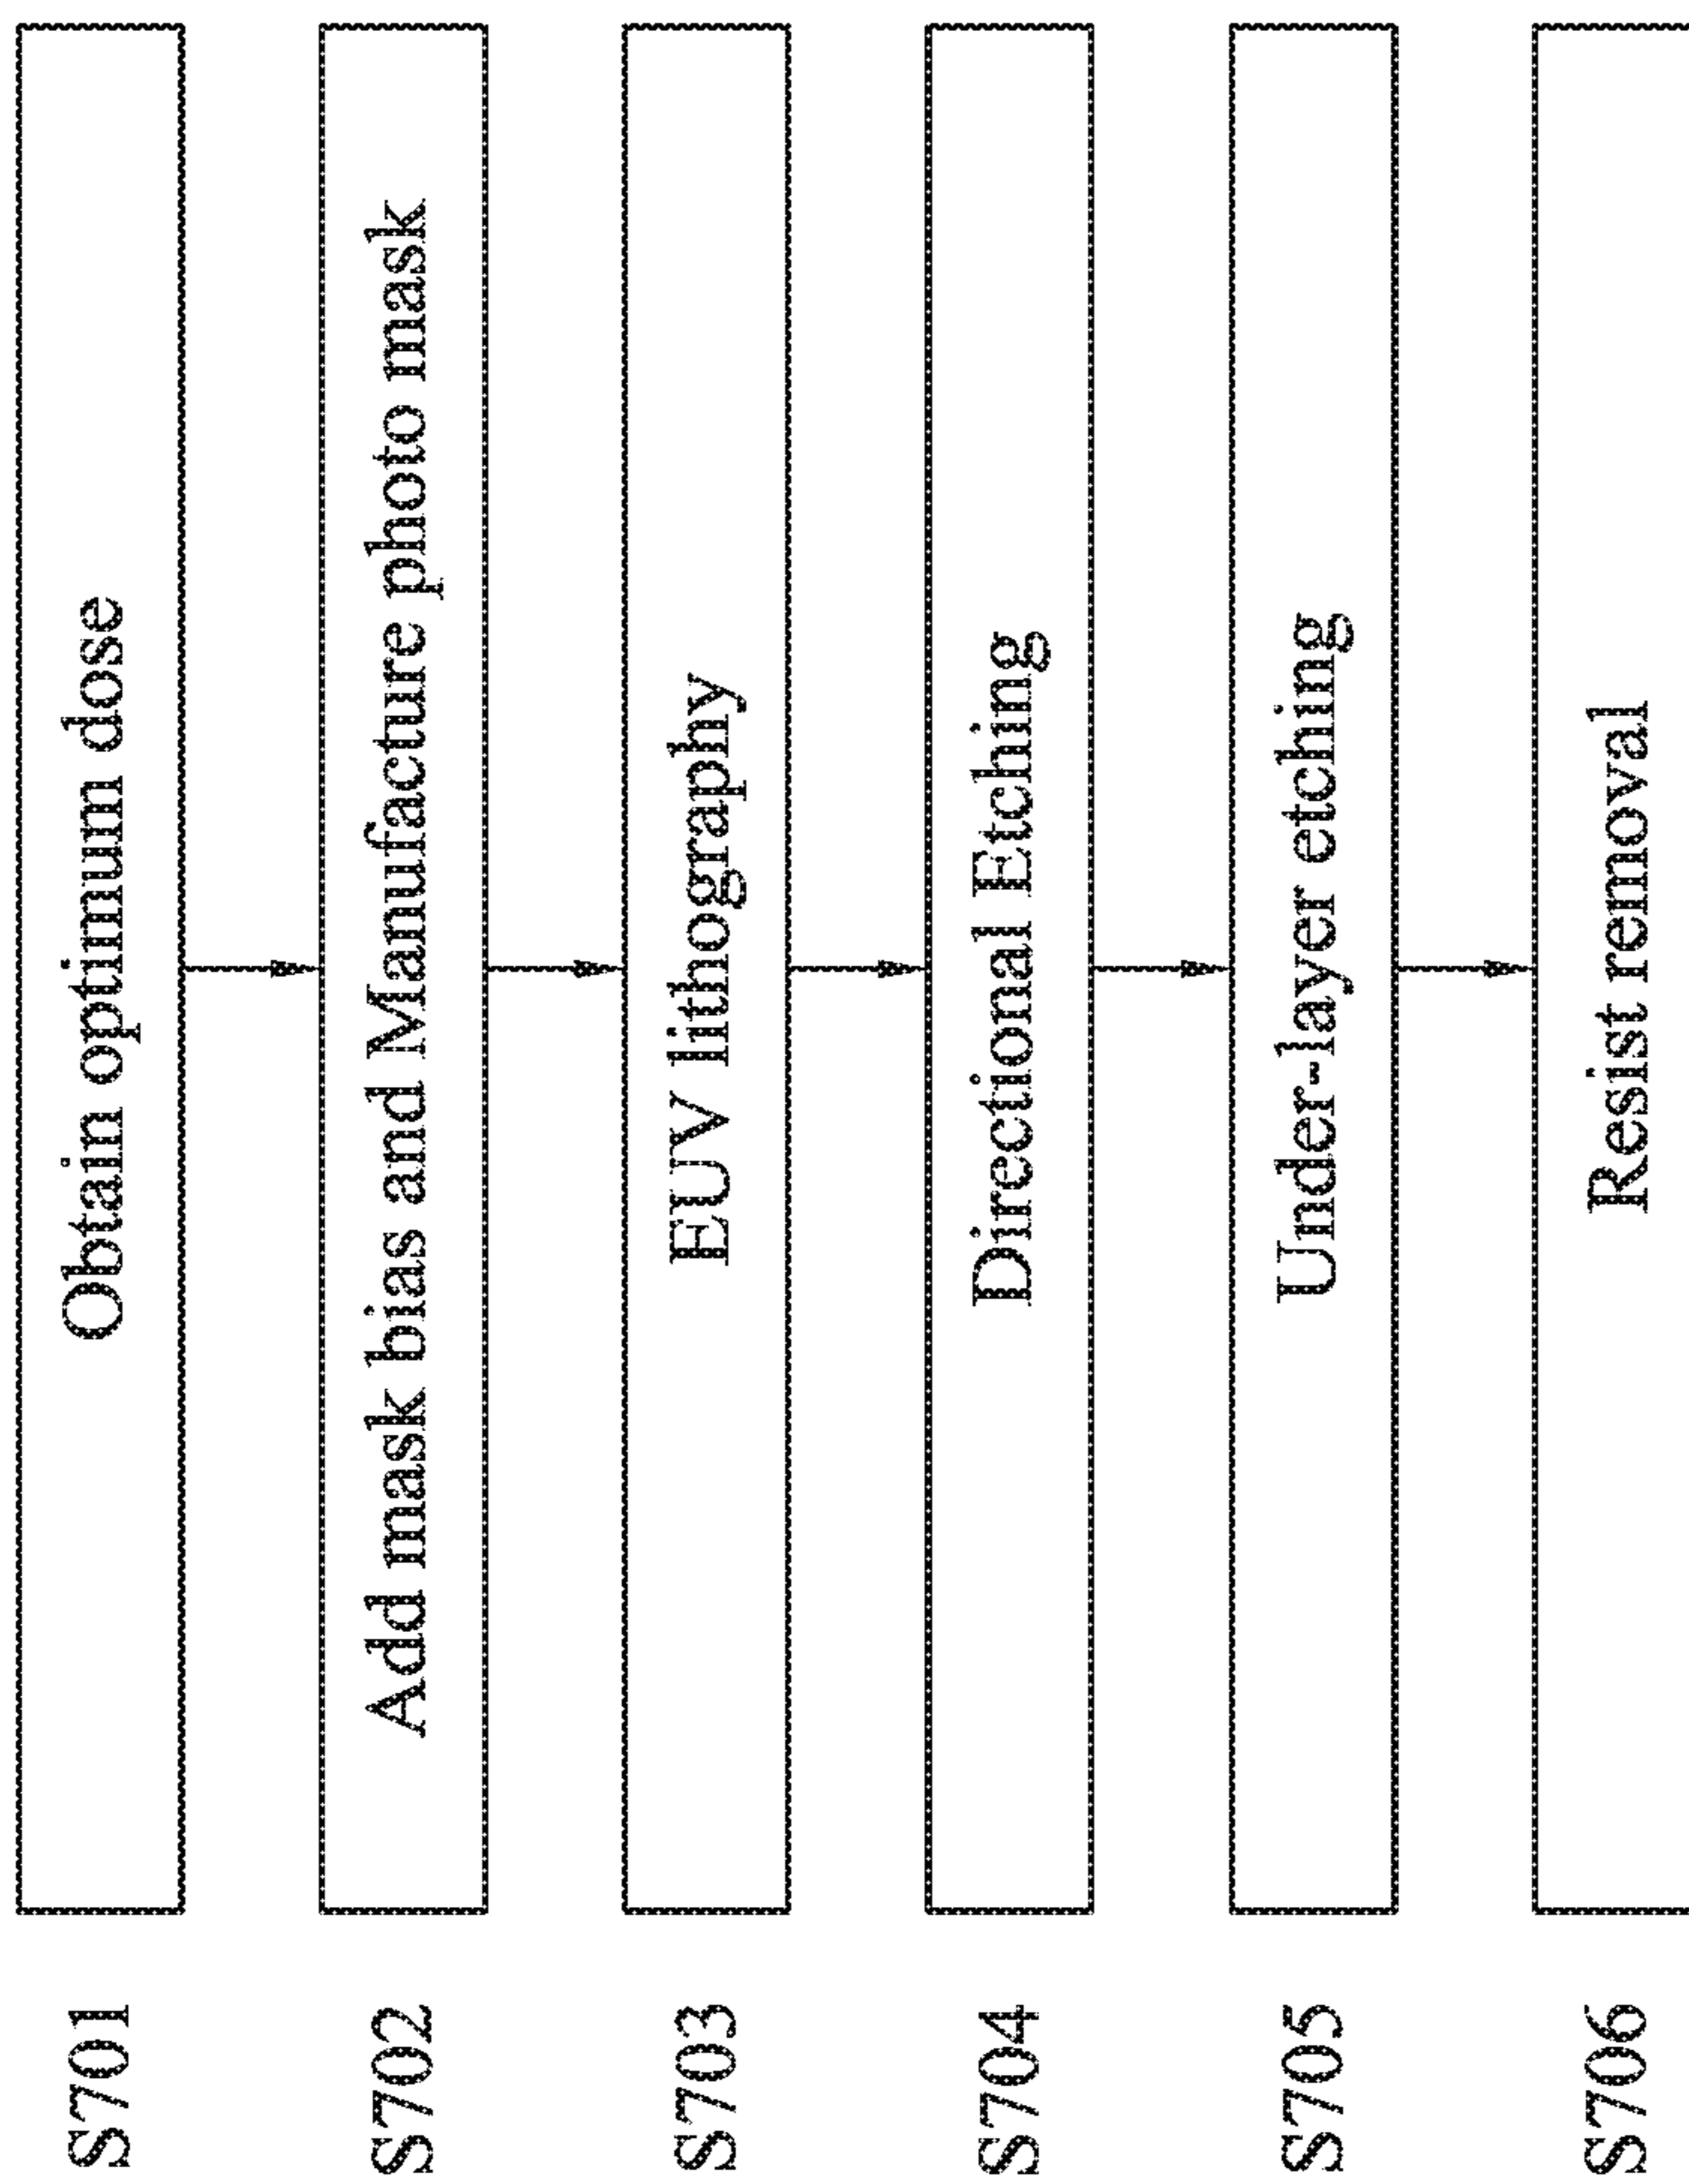 S701 Obtain optimum dose
S702 Add mask bias and Manufacture photo mask
S703 EUV lithography
S704 Directional Etching
S705 Under-layer etching
S706 Resist removal